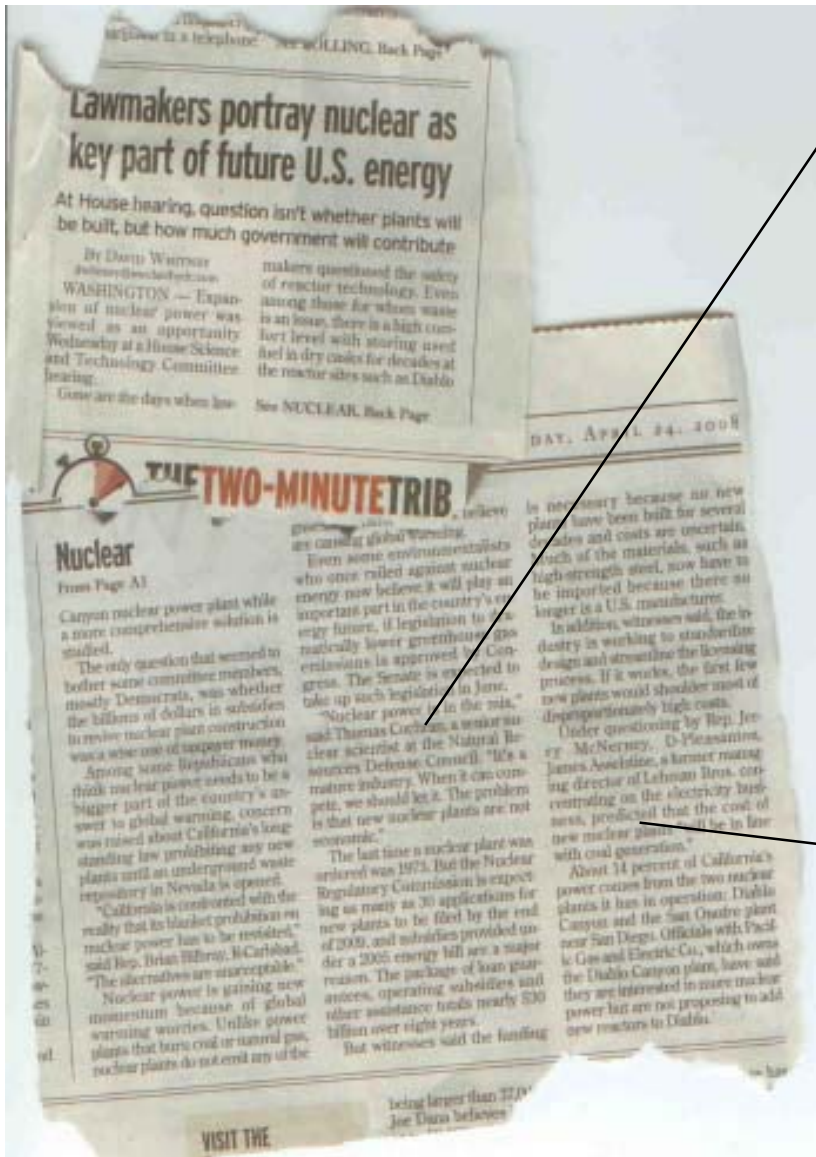 in a telephone. See ROLLING, Back Page
Lawmakers portray nuclear as
key part of future U.S. energy
At House hearing, question isn't whether plants will
be built, but how much government will contribute
By David Whitney
WASHINGTON — Expan-
sion of nuclear power was
viewed as an opportunity
Wednesday at a House Science
and Technology Committee
hearing.
Gone are the days when law-
makers questioned the safety
of reactor technology. Even
among those for whom waste
is an issue, there is a high com-
fort level with storing used
fuel in dry casks for decades at
the reactor sites such as Diablo
See NUCLEAR, Back Page
DAY, APRIL 24, 2008
THE TWO-MINUTE TRIB
Nuclear
From Page A1
Canyon nuclear power plant while
a more comprehensive solution is
studied.
The only question that seemed to
bother some committee members,
mostly Democrats, was whether
the billions of dollars in subsidies
to revive nuclear plant construction
was a wise use of taxpayer money.
Among some Republicans who
think nuclear power needs to be a
bigger part of the country's an-
swer to global warming, concern
was raised about California's long-
standing law prohibiting any new
plants until an underground waste
repository in Nevada is opened.
"California is confronted with the
reality that its blanket prohibition on
nuclear power has to be revisited,"
said Rep. Brian Bilbray, R-Carlsbad.
"The alternatives are unacceptable."
Nuclear power is gaining new
momentum because of global
warming worries. Unlike power
plants that burn coal or natural gas,
nuclear plants do not emit any of the
believe
are causing global warming.
Even some environmentalists
who once railed against nuclear
energy now believe it will play an
important part in the country's en-
ergy future, if legislation to dra-
matically lower greenhouse gas
emissions is approved by Con-
gress. The Senate is expected to
take up such legislation in June.
"Nuclear power is in the mix,"
said Thomas Cochran, a senior nu-
clear scientist at the Natural Re-
sources Defense Council. "It's a
mature industry. When it can com-
pete, we should let it. The problem
is that new nuclear plants are not
economic."
The last time a nuclear plant was
ordered was 1973. But the Nuclear
Regulatory Commission is expect-
ing as many as 30 applications for
new plants to be filed by the end
of 2009, and subsidies provided un-
der a 2005 energy bill are a major
reason. The package of loan guar-
antees, operating subsidies and
other assistance totals nearly $30
billion over eight years.
But witnesses said the funding
is necessary because no new
plants have been built for several
decades and costs are uncertain.
Much of the materials, such as
high-strength steel, now have to
be imported because there no
longer is a U.S. manufacturer.
In addition, witnesses said, the in-
dustry is working to standardize
design and streamline the licensing
process. If it works, the first few
new plants would shoulder most of
disproportionately high costs.
Under questioning by Rep. Jer-
ry McNerney, D-Pleasanton,
James Asselstine, a former manag-
ing director of Lehman Bros. con-
centrating on the electricity busi-
ness, predicted that the cost of
new nuclear plants "will be in line
with coal generation."
About 14 percent of California's
power comes from the two nuclear
plants it has in operation: Diablo
Canyon and the San Onofre plant
near San Diego. Officials with Pacif-
ic Gas and Electric Co., which owns
the Diablo Canyon plant, have said
they are interested in more nuclear
power but are not proposing to add
new reactors to Diablo.
being larger than
Joe Dana believes
VISIT THE